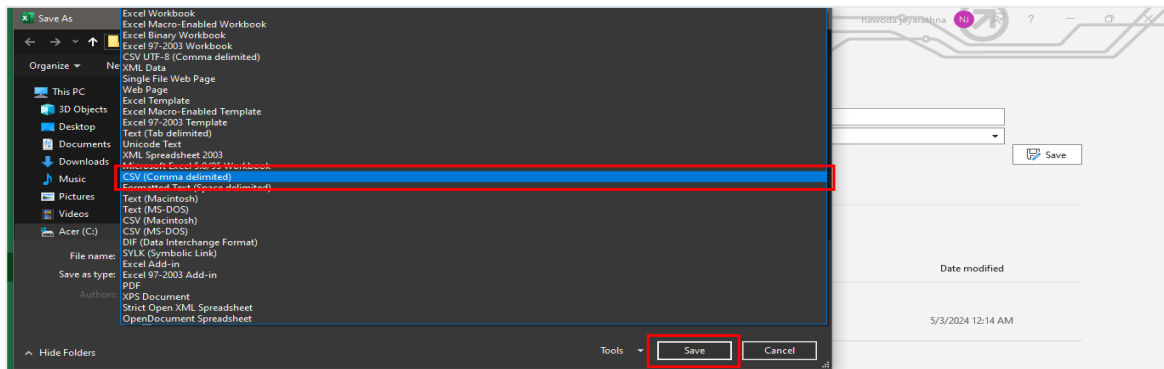 Save As
nawoda jeyarathna NJ ?
Organize Ne
This PC
3D Objects
Desktop
Documents
Downloads
Music
Pictures
Videos
Acer (C:)
Excel Workbook
Excel Macro-Enabled Workbook
Excel Binary Workbook
Excel 97-2003 Workbook
CSV UTF-8 (Comma delimited)
XML Data
Single File Web Page
Web Page
Excel Template
Excel Macro-Enabled Template
Excel 97-2003 Template
Text (Tab delimited)
Unicode Text
XML Spreadsheet 2003
Microsoft Excel 5.0/95 Workbook
CSV (Comma delimited)
Formatted Text (Space delimited)
Text (Macintosh)
Text (MS-DOS)
CSV (Macintosh)
CSV (MS-DOS)
DIF (Data Interchange Format)
SYLK (Symbolic Link)
Excel Add-in
Excel 97-2003 Add-in
PDF
XPS Document
Strict Open XML Spreadsheet
OpenDocument Spreadsheet
File name:
Save as type:
Authors:
Save
Date modified
5/3/2024 12:14 AM
Hide Folders
Tools Save Cancel